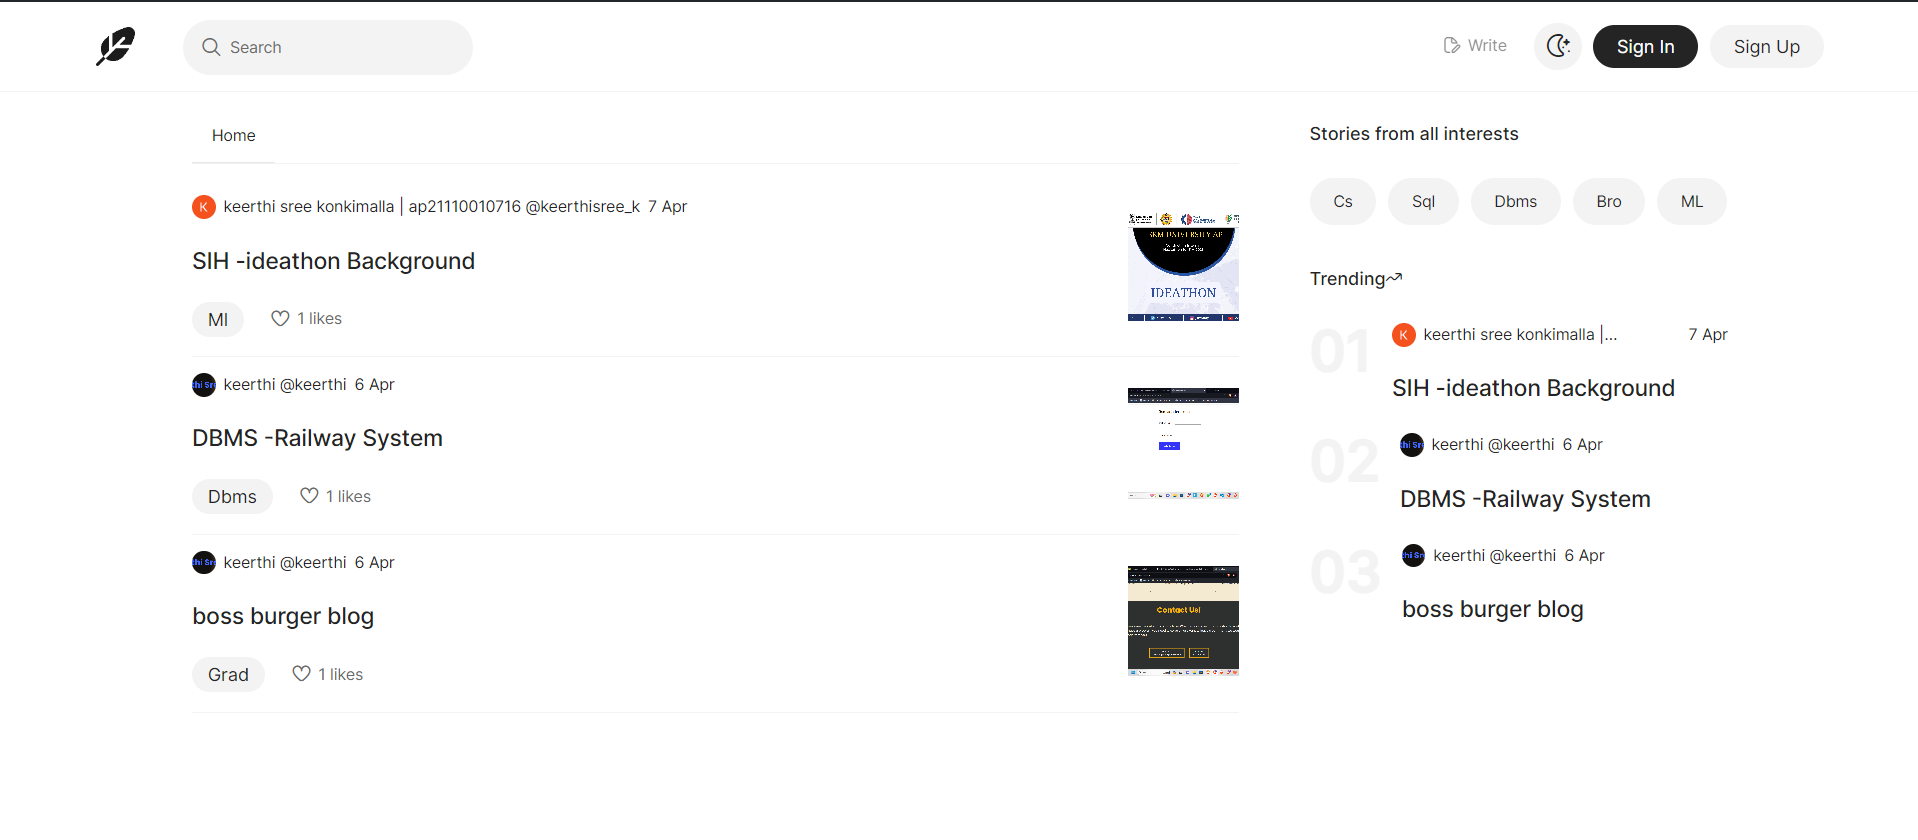 Search
Write
Sign In
Sign Up
Home
K keerthi sree konkimalla | ap21110010716 @keerthisree_k 7 Apr
SIH -ideathon Background
Ml
1 likes
SRM UNIVERSITY AP
IDEATHON
keerthi @keerthi 6 Apr
DBMS -Railway System
Dbms
1 likes
keerthi @keerthi 6 Apr
boss burger blog
Grad
1 likes
Contact Us!
Stories from all interests
Cs
Sql
Dbms
Bro
ML
Trending
01
K keerthi sree konkimalla |... 7 Apr
SIH -ideathon Background
02
keerthi @keerthi 6 Apr
DBMS -Railway System
03
keerthi @keerthi 6 Apr
boss burger blog